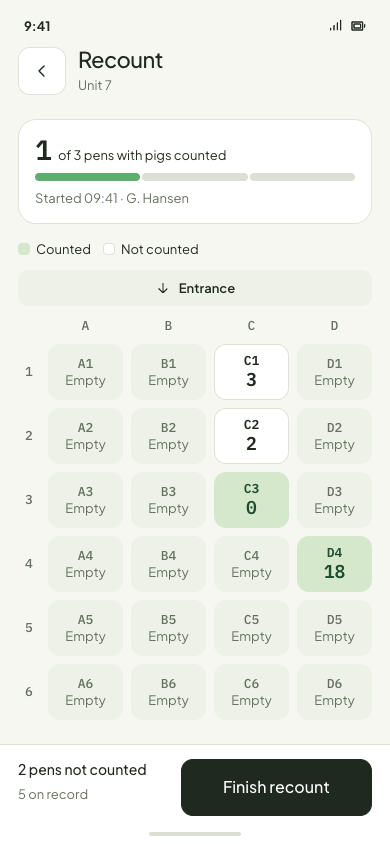 9:41
Recount
Unit 7
1 of 3 pens with pigs counted
Started 09:41 · G. Hansen
Counted Not counted
↓ Entrance
A B C D
1 A1 Empty B1 Empty C1 3 D1 Empty
2 A2 Empty B2 Empty C2 2 D2 Empty
3 A3 Empty B3 Empty C3 0 D3 Empty
4 A4 Empty B4 Empty C4 Empty D4 18
5 A5 Empty B5 Empty C5 Empty D5 Empty
6 A6 Empty B6 Empty C6 Empty D6 Empty
2 pens not counted
5 on record
Finish recount